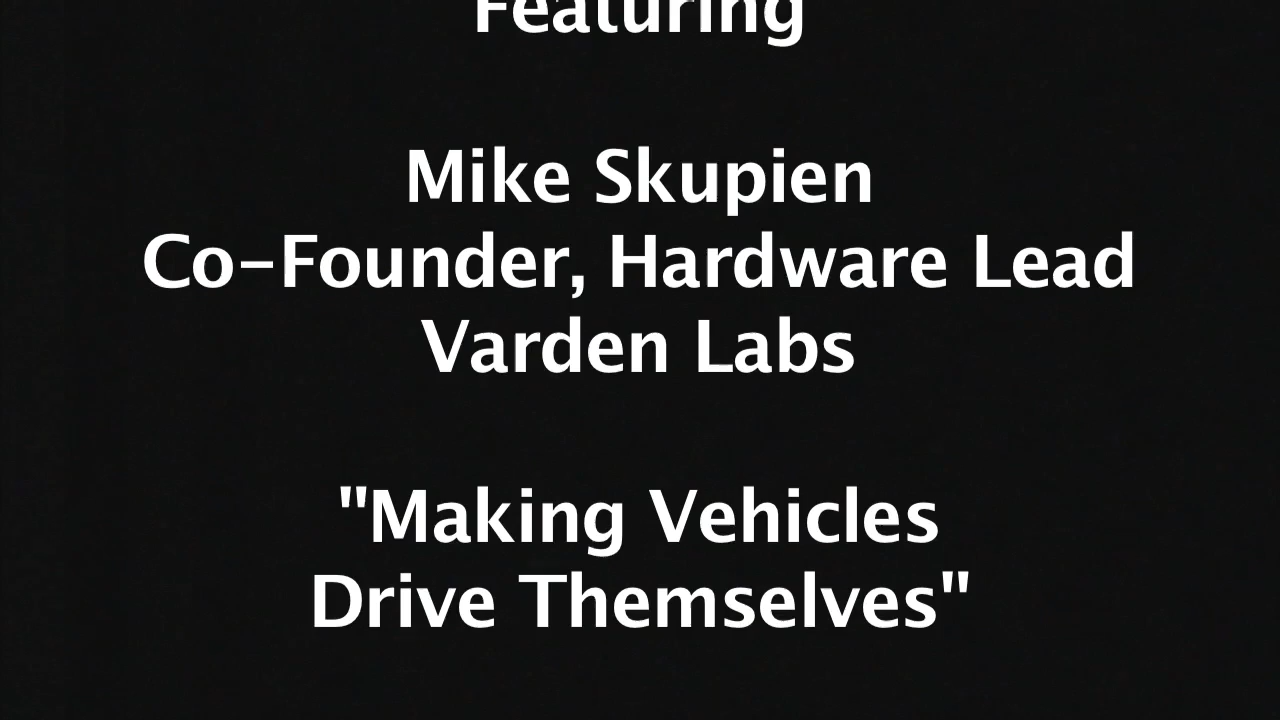 Featuring
Mike Skupien
Co-Founder, Hardware Lead
Varden Labs
"Making Vehicles
Drive Themselves"